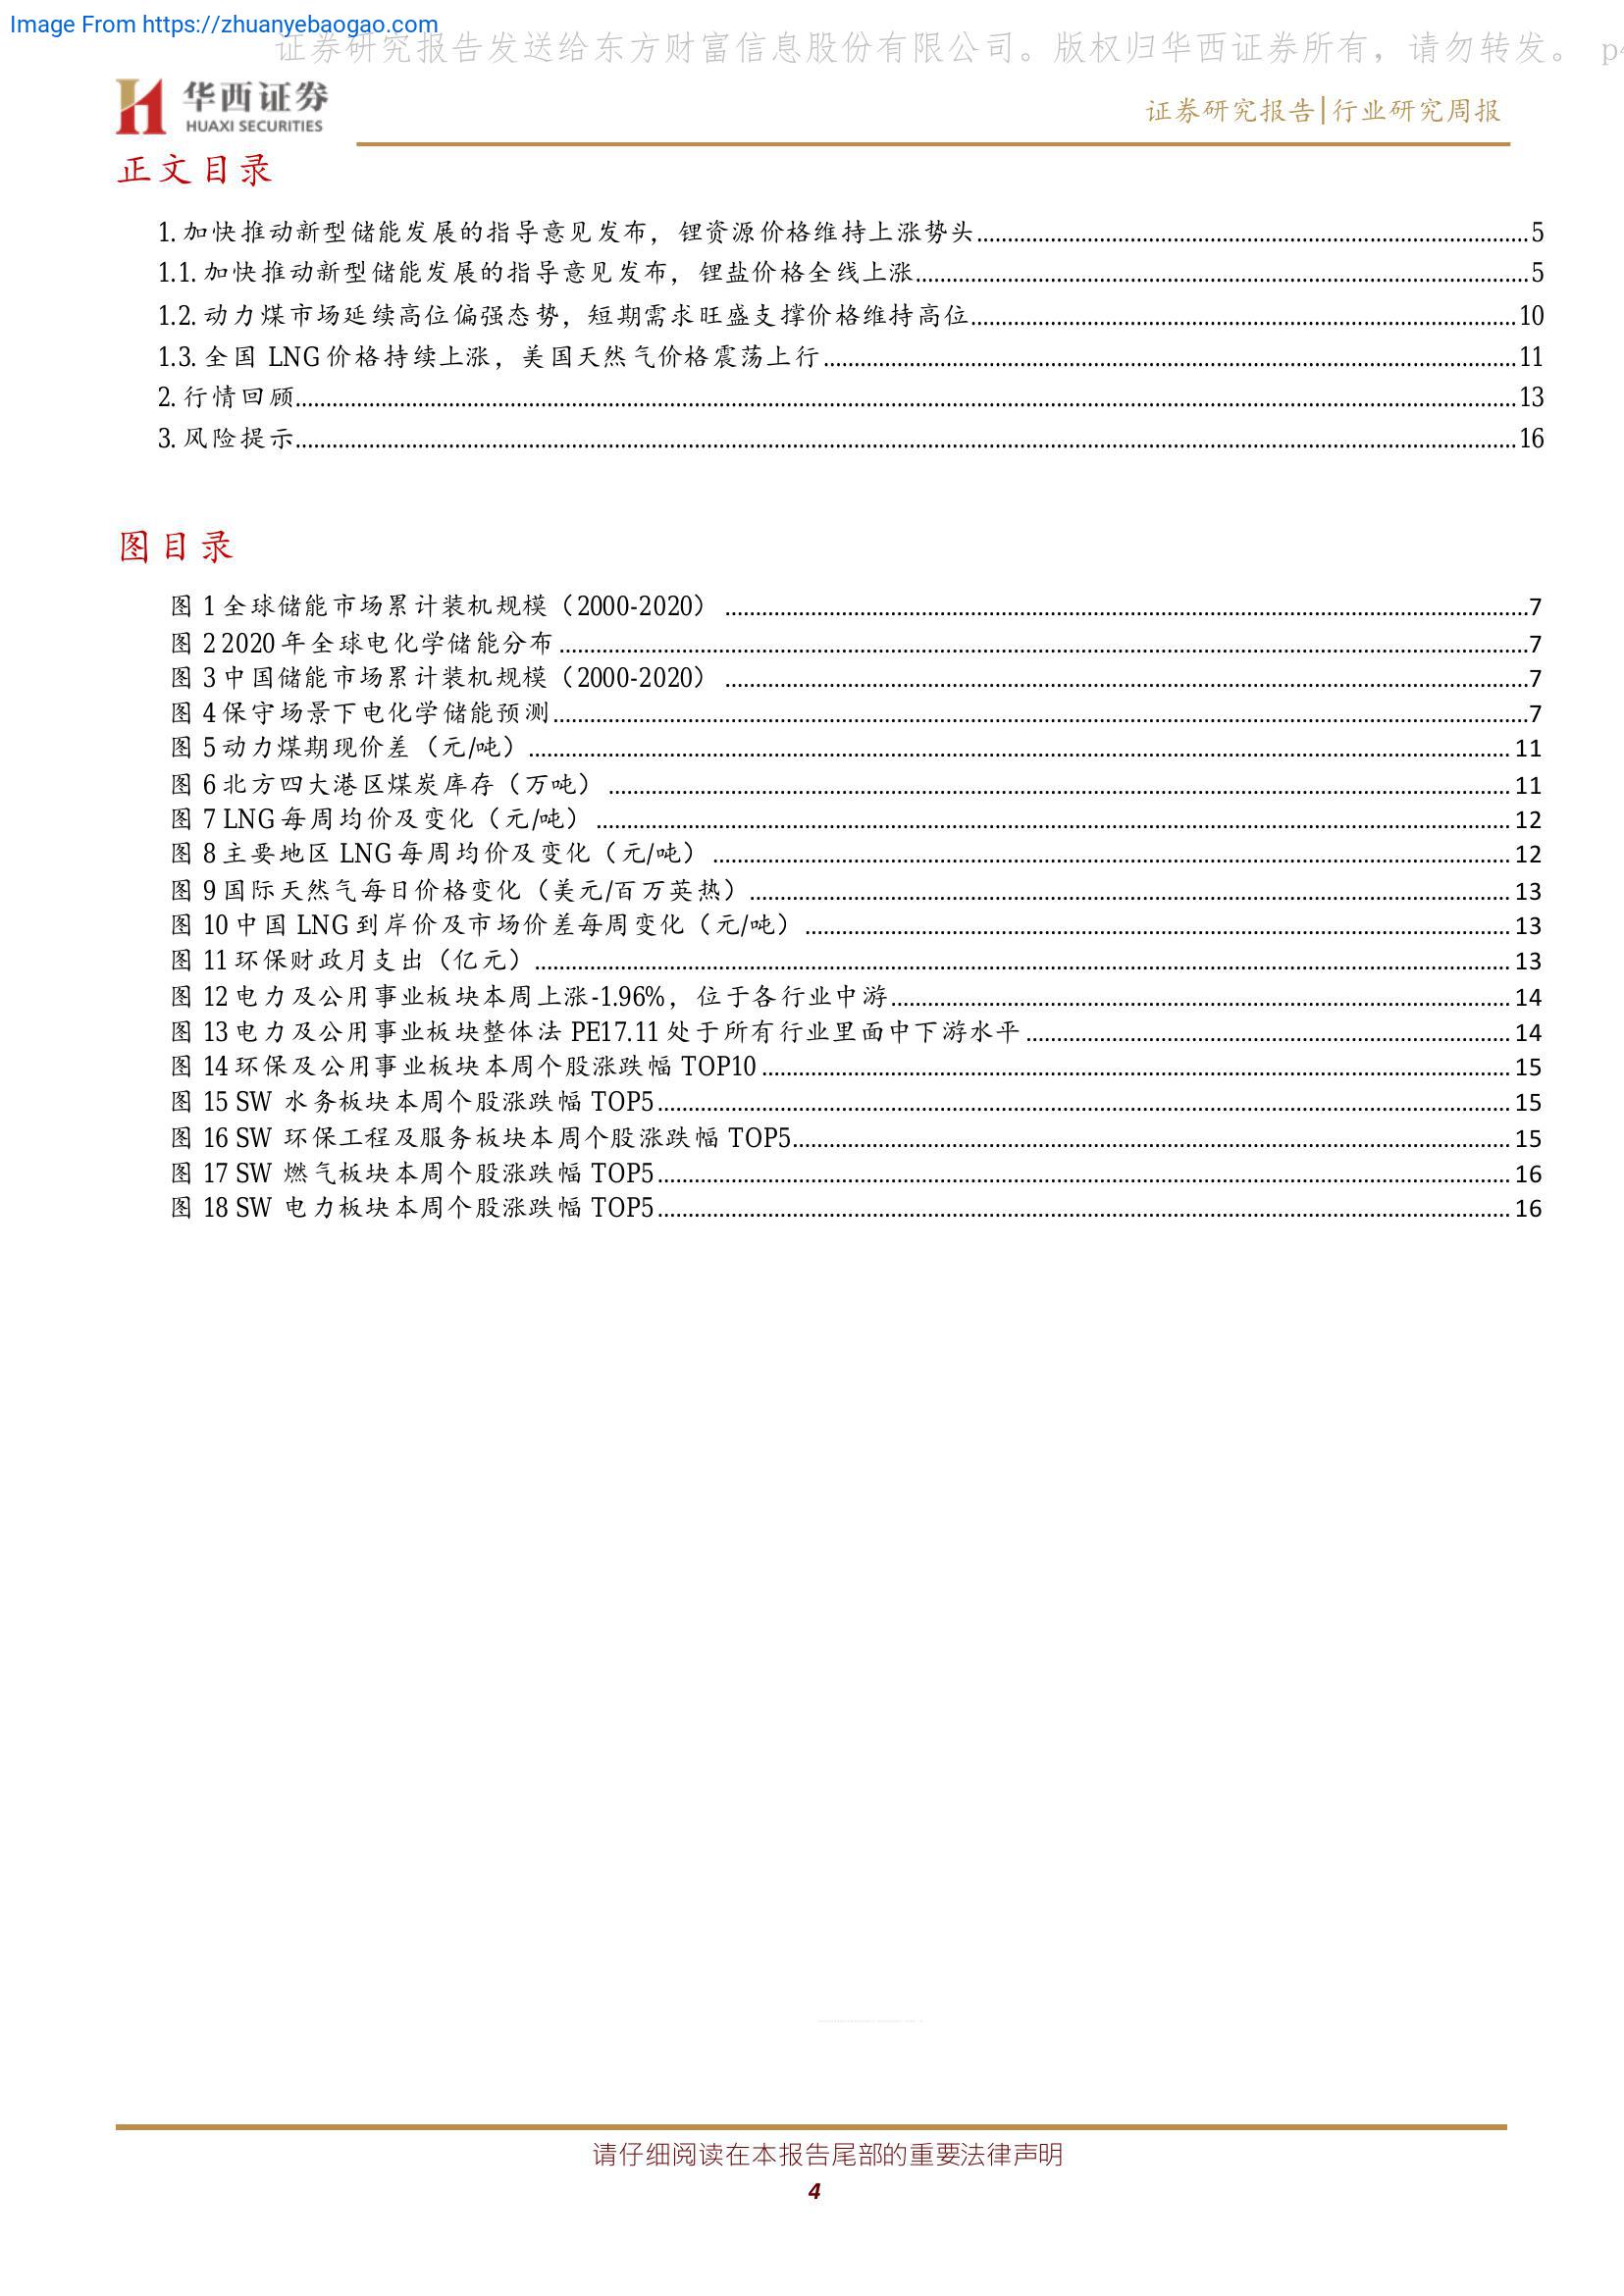 Image From https://zhuanyebaogao.com
证券研究报告发送给东方财富信息股份有限公司。版权归华西证券所有，请勿转发。 p4
华西证券
HUAXI SECURITIES
证券研究报告|行业研究周报
正文目录
1. 加快推动新型储能发展的指导意见发布，锂资源价格维持上涨势头 5
1.1. 加快推动新型储能发展的指导意见发布，锂盐价格全线上涨 5
1.2. 动力煤市场延续高位偏强态势，短期需求旺盛支撑价格维持高位 10
1.3. 全国 LNG 价格持续上涨，美国天然气价格震荡上行 11
2. 行情回顾 13
3. 风险提示 16
图目录
图 1 全球储能市场累计装机规模（2000-2020） 7
图 2 2020 年全球电化学储能分布 7
图 3 中国储能市场累计装机规模（2000-2020） 7
图 4 保守场景下电化学储能预测 7
图 5 动力煤期现价差（元/吨） 11
图 6 北方四大港区煤炭库存（万吨） 11
图 7 LNG 每周均价及变化（元/吨） 12
图 8 主要地区 LNG 每周均价及变化（元/吨） 12
图 9 国际天然气每日价格变化（美元/百万英热） 13
图 10 中国 LNG 到岸价及市场价差每周变化（元/吨） 13
图 11 环保财政月支出（亿元） 13
图 12 电力及公用事业板块本周上涨-1.96%，位于各行业中游 14
图 13 电力及公用事业板块整体法 PE17.11 处于所有行业里面中下游水平 14
图 14 环保及公用事业板块本周个股涨跌幅 TOP10 15
图 15 SW 水务板块本周个股涨跌幅 TOP5 15
图 16 SW 环保工程及服务板块本周个股涨跌幅 TOP5 15
图 17 SW 燃气板块本周个股涨跌幅 TOP5 16
图 18 SW 电力板块本周个股涨跌幅 TOP5 16
请仔细阅读在本报告尾部的重要法律声明
4